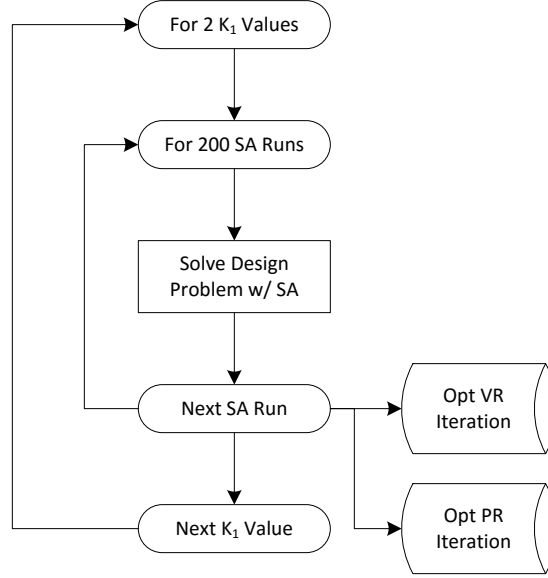 For 2 K₁ Values
For 200 SA Runs
Solve Design
Problem w/ SA
Next SA Run
Opt VR
Iteration
Next K₁ Value
Opt PR
Iteration